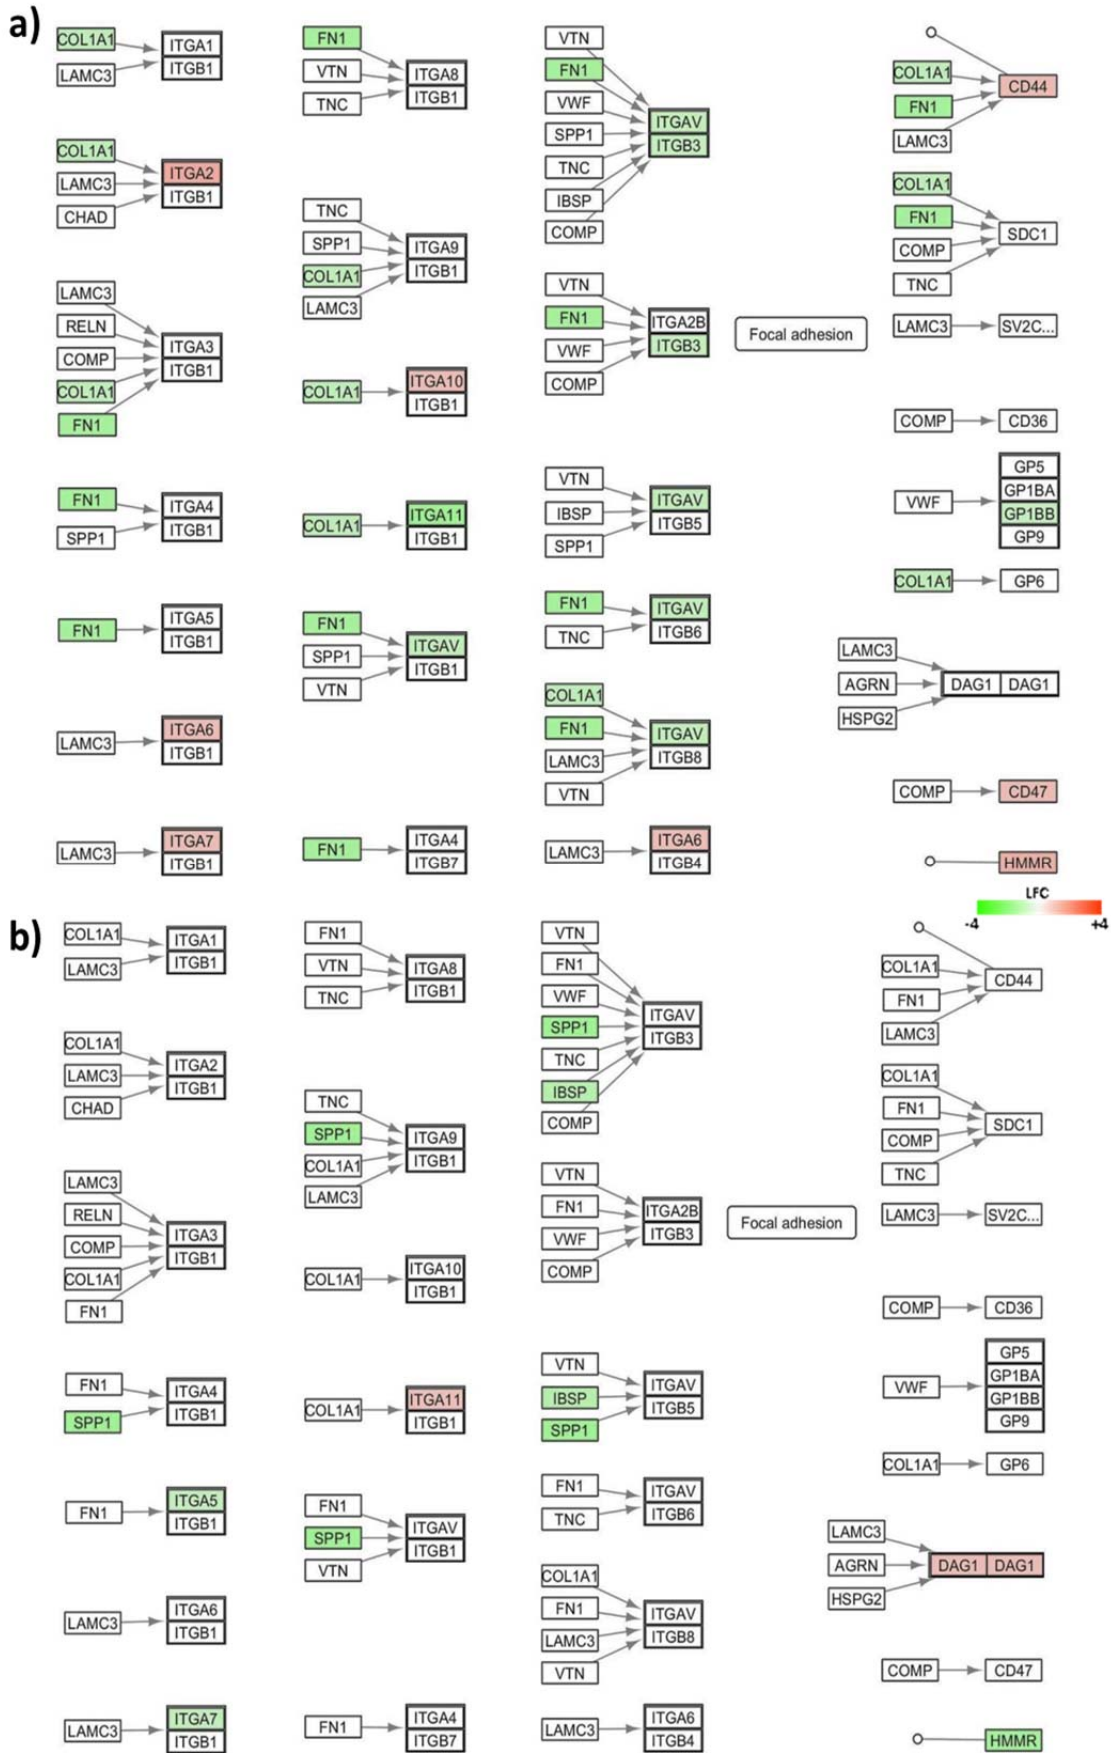 a)
COL1A1
LAMC3
ITGA1
ITGB1
COL1A1
LAMC3
CHAD
ITGA2
ITGB1
LAMC3
RELN
COMP
COL1A1
FN1
ITGA3
ITGB1
FN1
SPP1
ITGA4
ITGB1
FN1
ITGA5
ITGB1
LAMC3
ITGA6
ITGB1
LAMC3
ITGA7
ITGB1
FN1
VTN
TNC
ITGA8
ITGB1
TNC
SPP1
COL1A1
LAMC3
ITGA9
ITGB1
COL1A1
ITGA10
ITGB1
COL1A1
ITGA11
ITGB1
FN1
SPP1
VTN
ITGAV
ITGB1
FN1
ITGA4
ITGB7
VTN
FN1
VWF
SPP1
TNC
IBSP
COMP
ITGAV
ITGB3
VTN
FN1
VWF
COMP
ITGA2B
ITGB3
VTN
IBSP
SPP1
ITGAV
ITGB5
FN1
TNC
ITGAV
ITGB6
COL1A1
FN1
LAMC3
VTN
ITGAV
ITGB8
LAMC3
ITGA6
ITGB4
Focal adhesion
COL1A1
FN1
LAMC3
CD44
COL1A1
FN1
COMP
TNC
SDC1
LAMC3
SV2C...
COMP
CD36
VWF
GP5
GP1BA
GP1BB
GP9
COL1A1
GP6
LAMC3
AGRN
HSPG2
DAG1 DAG1
COMP
CD47
HMMR
LFC
-4 +4
b)
COL1A1
LAMC3
ITGA1
ITGB1
COL1A1
LAMC3
CHAD
ITGA2
ITGB1
LAMC3
RELN
COMP
COL1A1
FN1
ITGA3
ITGB1
FN1
SPP1
ITGA4
ITGB1
FN1
ITGA5
ITGB1
LAMC3
ITGA6
ITGB1
LAMC3
ITGA7
ITGB1
FN1
VTN
TNC
ITGA8
ITGB1
TNC
SPP1
COL1A1
LAMC3
ITGA9
ITGB1
COL1A1
ITGA10
ITGB1
COL1A1
ITGA11
ITGB1
FN1
SPP1
VTN
ITGAV
ITGB1
FN1
ITGA4
ITGB7
VTN
FN1
VWF
SPP1
TNC
IBSP
COMP
ITGAV
ITGB3
VTN
FN1
VWF
COMP
ITGA2B
ITGB3
VTN
IBSP
SPP1
ITGAV
ITGB5
FN1
TNC
ITGAV
ITGB6
COL1A1
FN1
LAMC3
VTN
ITGAV
ITGB8
LAMC3
ITGA6
ITGB4
Focal adhesion
COL1A1
FN1
LAMC3
CD44
COL1A1
FN1
COMP
TNC
SDC1
LAMC3
SV2C...
COMP
CD36
VWF
GP5
GP1BA
GP1BB
GP9
COL1A1
GP6
LAMC3
AGRN
HSPG2
DAG1 DAG1
COMP
CD47
HMMR